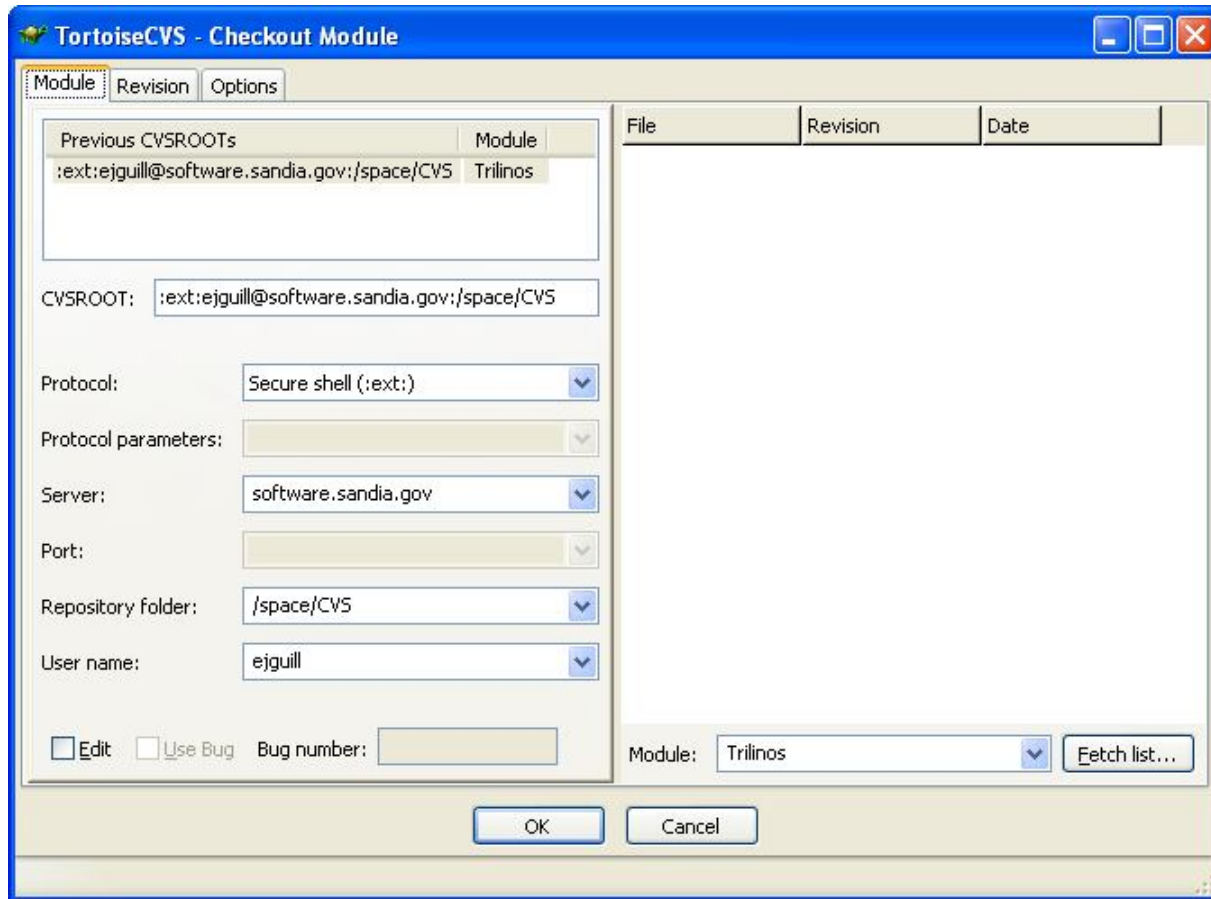 TortoiseCVS - Checkout Module
Module Revision Options
Previous CVSROOTs Module
:ext:ejguill@software.sandia.gov:/space/CVS Trilinos
CVSROOT: :ext:ejguill@software.sandia.gov:/space/CVS
Protocol: Secure shell (:ext:)
Protocol parameters:
Server: software.sandia.gov
Port:
Repository folder: /space/CVS
User name: ejguill
Edit Use Bug Bug number:
File Revision Date
Module: Trilinos Fetch list...
OK Cancel